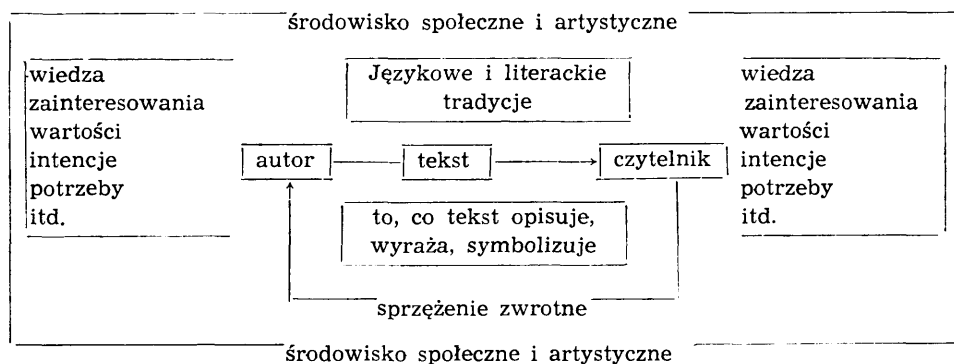 środowisko społeczne i artystyczne
wiedza
zainteresowania
wartości
intencje
potrzeby
itd.
Językowe i literackie
tradycje
autor
tekst
czytelnik
to, co tekst opisuje,
wyraża, symbolizuje
sprzężenie zwrotne
wiedza
zainteresowania
wartości
intencje
potrzeby
itd.
środowisko społeczne i artystyczne